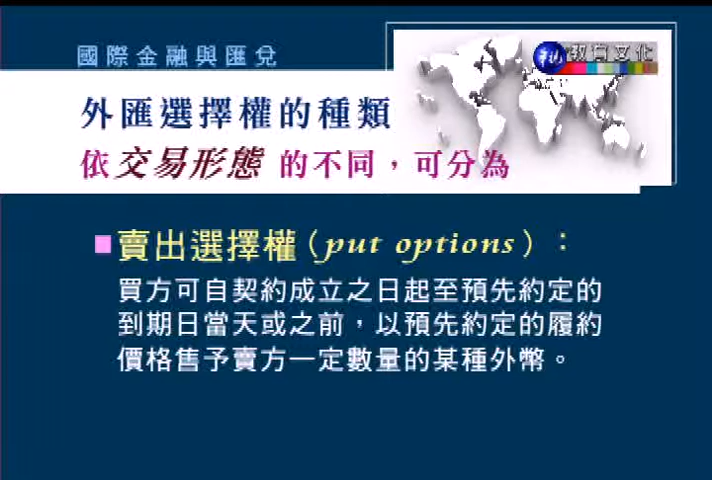 國際金融與匯兌
教育文化
外匯選擇權的種類
依交易形態的不同,可分為
■賣出選擇權(put options):
買方可自契約成立之日起至預先約定的
到期日當天或之前,以預先約定的履約
價格售予賣方一定數量的某種外幣。